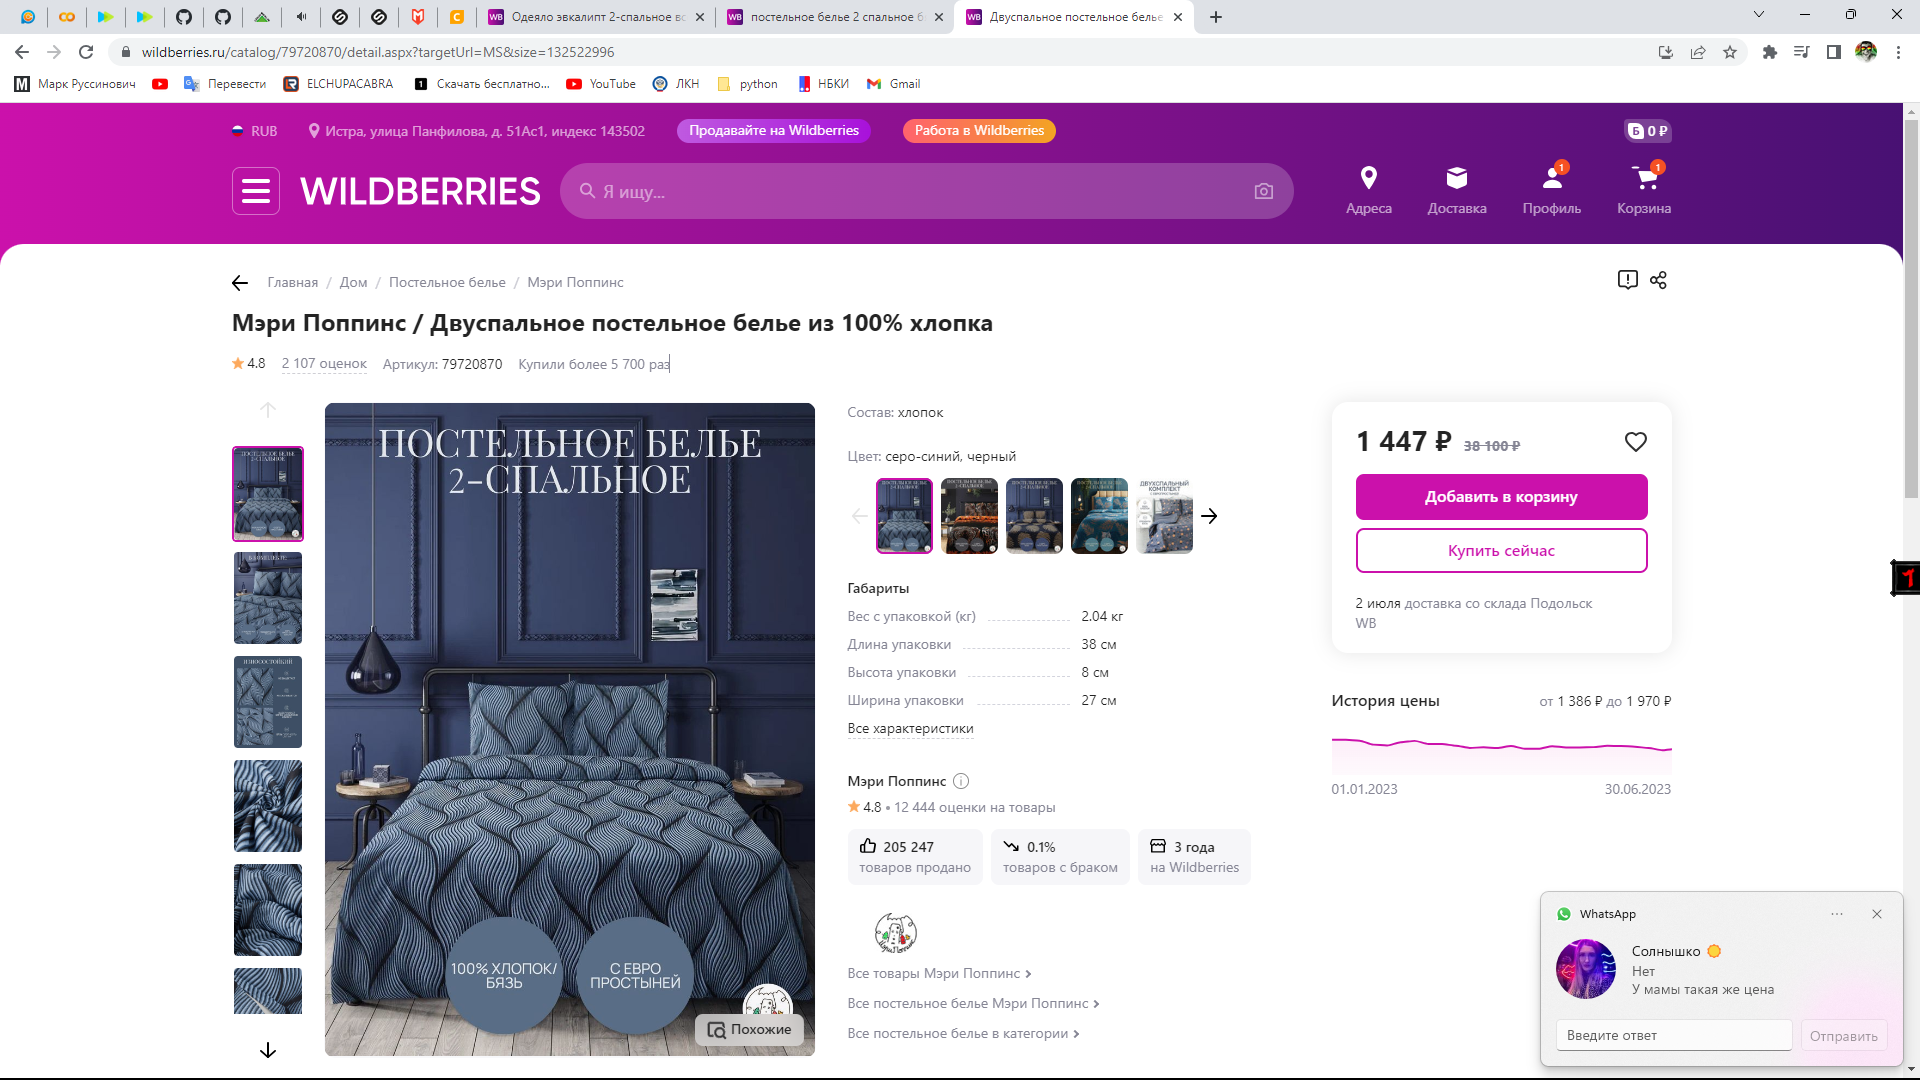 Одеяло эвкалипт 2-спальное вс
постельное белье 2 спальное б
Двуспальное постельное белье
wildberries.ru/catalog/79720870/detail.aspx?targetUrl=MS&size=132522996
Марк Руссинович
Перевести
ELCHUPACABRA
Скачать бесплатно...
YouTube
ЛКН
python
НБКИ
Gmail
RUB
Истра, улица Панфилова, д. 51Ас1, индекс 143502
Продавайте на Wildberries
Работа в Wildberries
Б 0 ₽
WILDBERRIES
Я ищу...
Адреса
Доставка
1
Профиль
1
Корзина
Главная / Дом / Постельное белье / Мэри Поппинс
Мэри Поппинс / Двуспальное постельное белье из 100% хлопка
4.8 2 107 оценок Артикул: 79720870 Купили более 5 700 раз
ПОСТЕЛЬНОЕ БЕЛЬЕ
2-СПАЛЬНОЕ
100% ХЛОПОК/
БЯЗЬ
С ЕВРО
ПРОСТЫНЕЙ
Похожие
Состав: хлопок
Цвет: серо-синий, черный
Габариты
Вес с упаковкой (кг) 2.04 кг
Длина упаковки 38 см
Высота упаковки 8 см
Ширина упаковки 27 см
Все характеристики
Мэри Поппинс
4.8 • 12 444 оценки на товары
205 247
товаров продано
0.1%
товаров с браком
3 года
на Wildberries
Все товары Мэри Поппинс
Все постельное белье Мэри Поппинс
Все постельное белье в категории
1 447 ₽ 38 100 ₽
Добавить в корзину
Купить сейчас
2 июля доставка со склада Подольск
WB
История цены от 1 386 ₽ до 1 970 ₽
01.01.2023 30.06.2023
WhatsApp
Солнышко
Нет
У мамы такая же цена
Введите ответ
Отправить